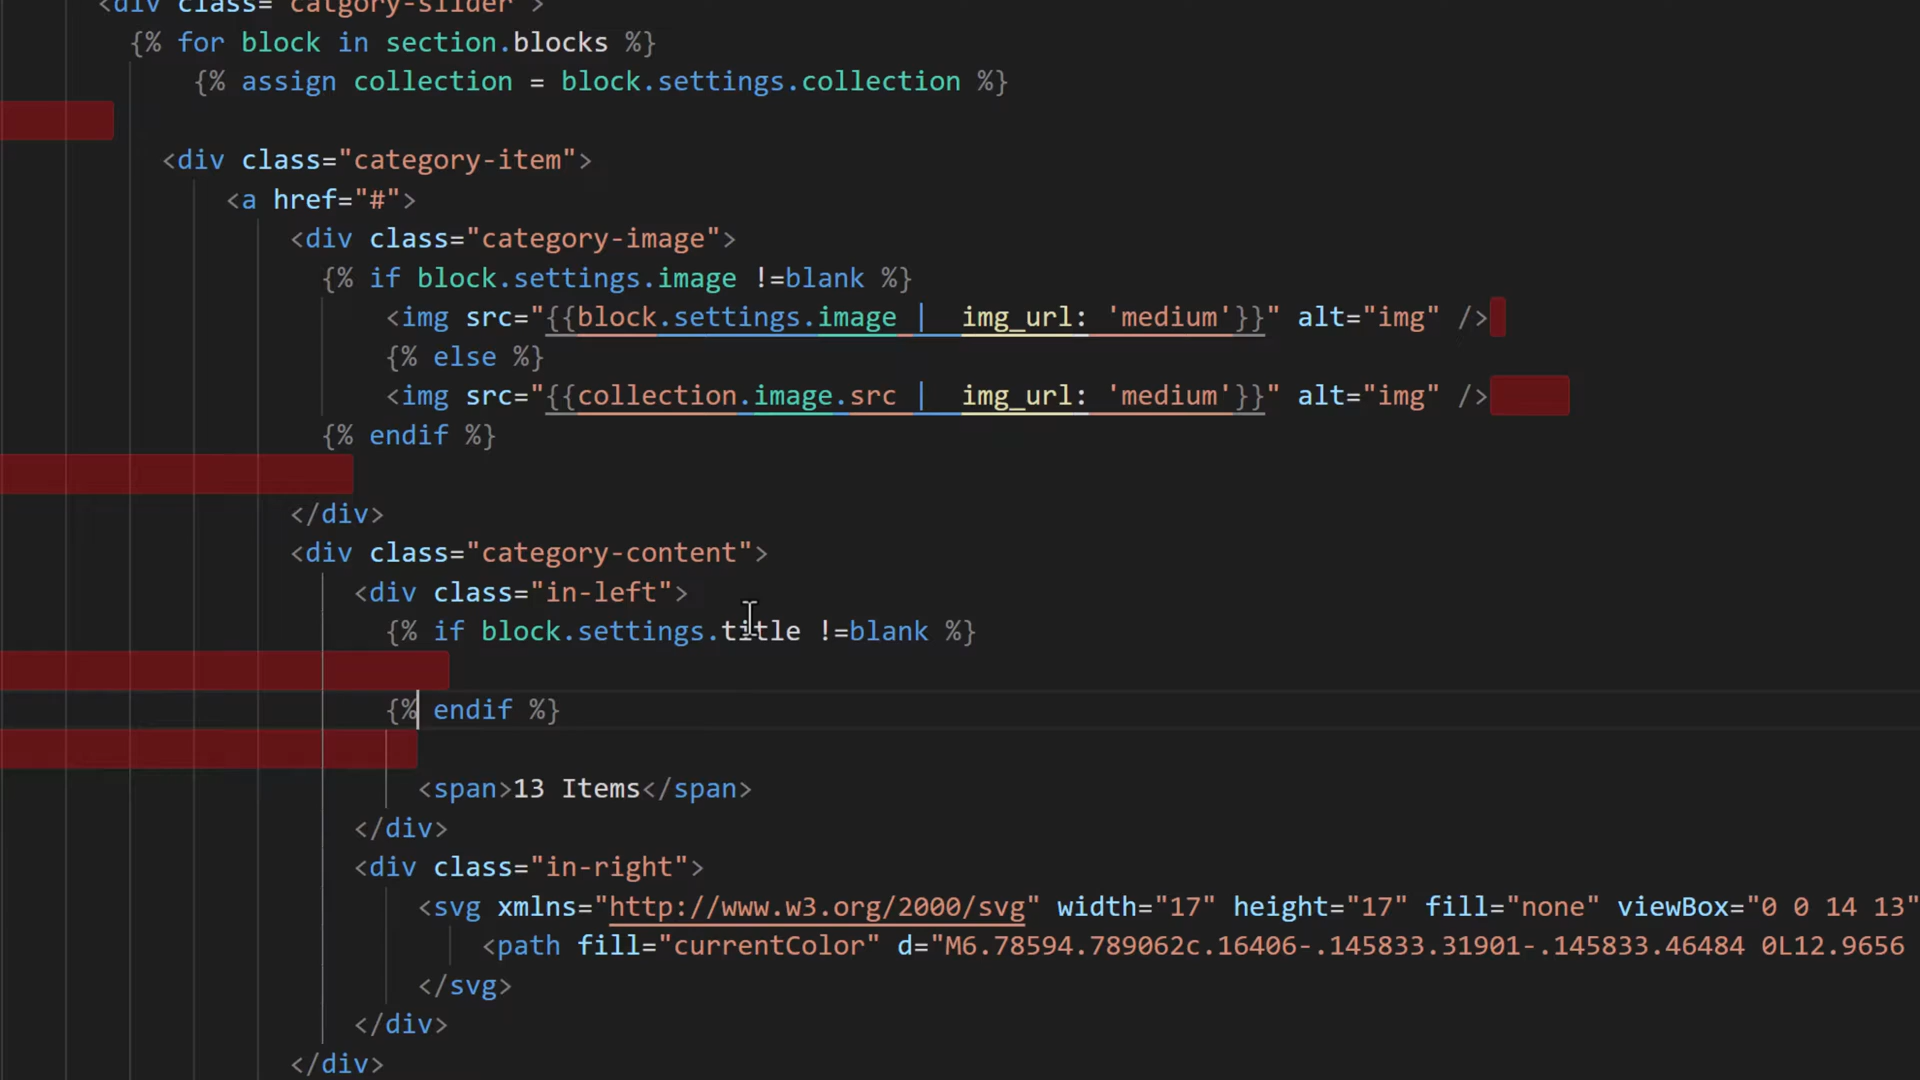 <div class="catgory-slider">
{% for block in section.blocks %}
{% assign collection = block.settings.collection %}
<div class="category-item">
<a href="#">
<div class="category-image">
{% if block.settings.image !=blank %}
<img src="{{block.settings.image |  img_url: 'medium'}}" alt="img" />
{% else %}
<img src="{{collection.image.src |  img_url: 'medium'}}" alt="img" />
{% endif %}
</div>
<div class="category-content">
<div class="in-left">
{% if block.settings.title !=blank %}
{% endif %}
<span>13 Items</span>
</div>
<div class="in-right">
<svg xmlns="http://www.w3.org/2000/svg" width="17" height="17" fill="none" viewBox="0 0 14 13"
<path fill="currentColor" d="M6.78594.789062c.16406-.145833.31901-.145833.46484 0L12.9656
</svg>
</div>
</div>